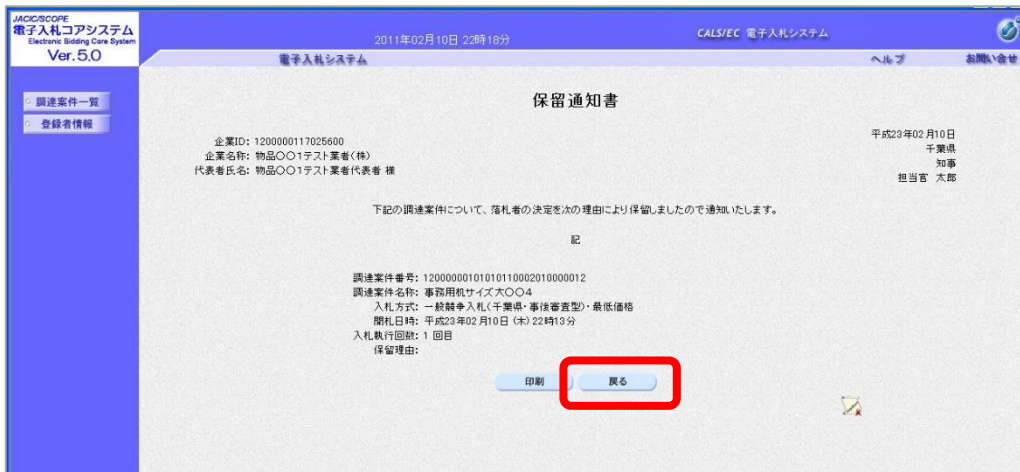 JACIC/SCOPE
電子入札コアシステム
Electronic Bidding Core System
Ver.5.0
2011年02月10日 22時18分
CALS/EC 電子入札システム
電子入札システム
ヘルプ
お問い合せ
調達案件一覧
登録者情報
保留通知書
平成23年02月10日
千葉県
知事
担当官 太郎
企業ID: 1200000117025600
企業名称: 物品〇〇1テスト業者(株)
代表者氏名: 物品〇〇1テスト業者代表者 様
下記の調達案件について、落札者の決定を次の理由により保留しましたので通知いたします。
記
調達案件番号: 12000000101010110002010000012
調達案件名称: 事務用机サイズ大〇〇4
入札方式: 一般競争入札(千葉県・事後審査型)・最低価格
開札日時: 平成23年02月10日 (木) 22時13分
入札執行回数: 1 回目
保留理由:
印刷
戻る